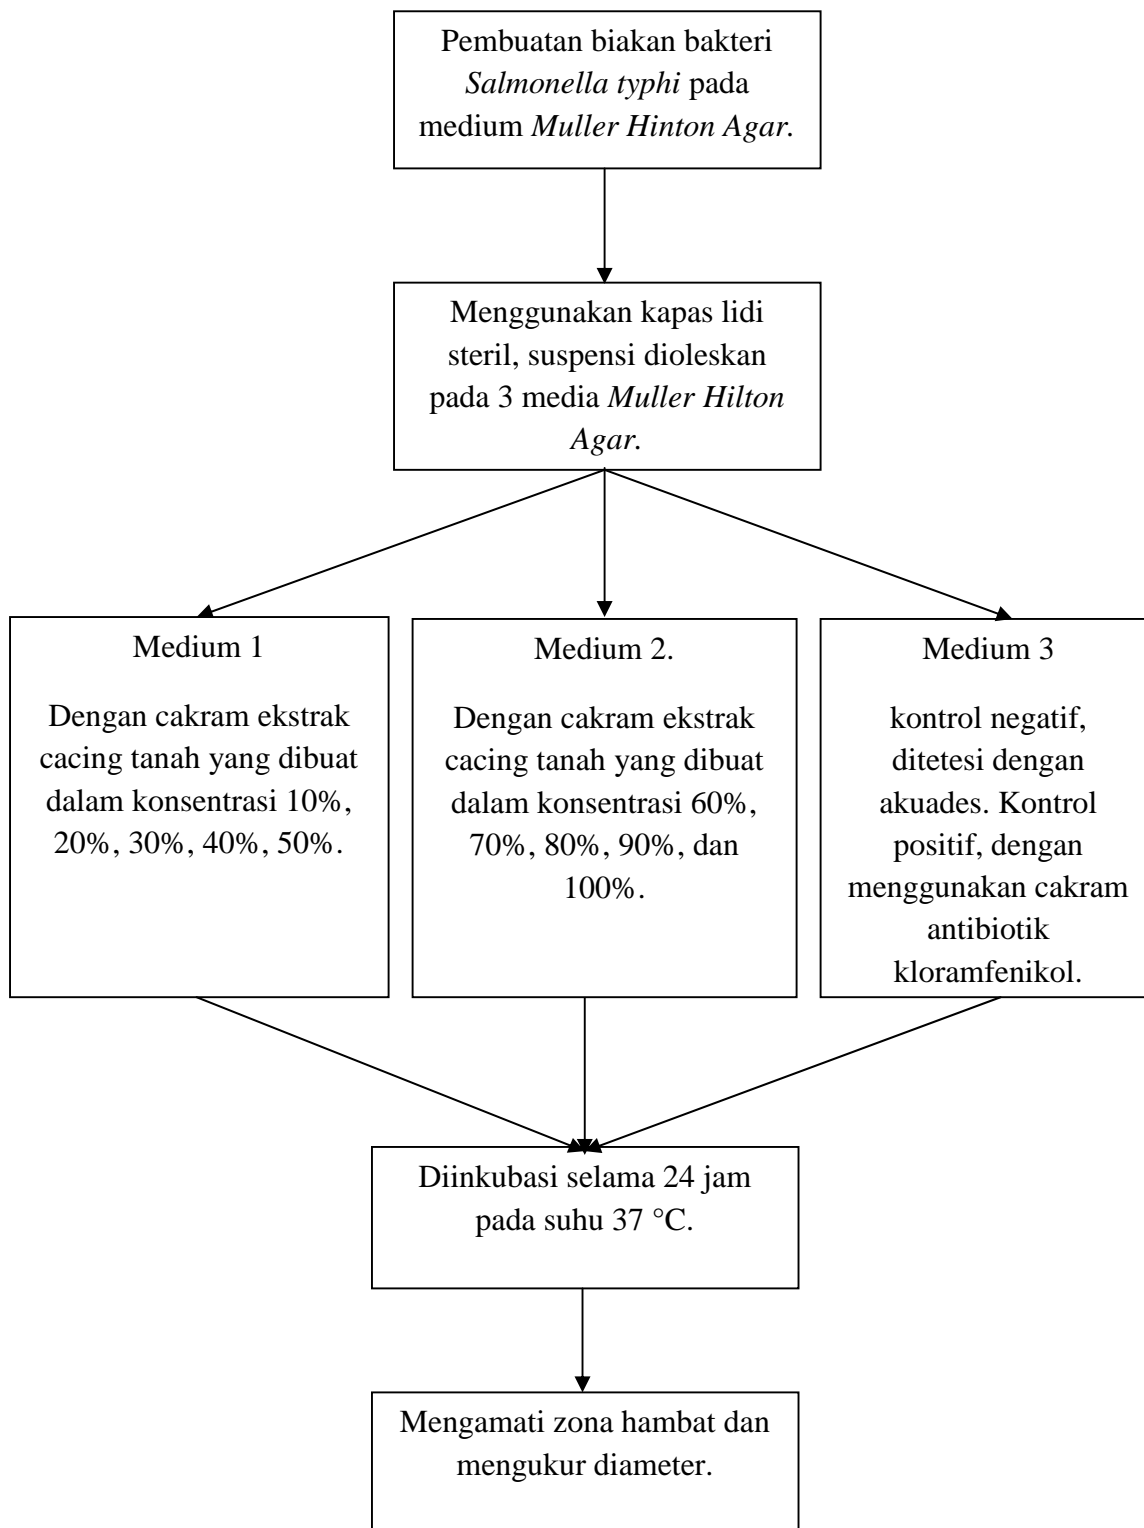 Pembuatan biakan bakteri
Salmonella typhi pada
medium Muller Hinton Agar.
Menggunakan kapas lidi
steril, suspensi dioleskan
pada 3 media Muller Hilton
Agar.
Medium 1
Dengan cakram ekstrak
cacing tanah yang dibuat
dalam konsentrasi 10%,
20%, 30%, 40%, 50%.
Medium 2.
Dengan cakram ekstrak
cacing tanah yang dibuat
dalam konsentrasi 60%,
70%, 80%, 90%, dan
100%.
Medium 3
kontrol negatif,
ditetesi dengan
akuades. Kontrol
positif, dengan
menggunakan cakram
antibiotik
kloramfenikol.
Diinkubasi selama 24 jam
pada suhu 37 °C.
Mengamati zona hambat dan
mengukur diameter.